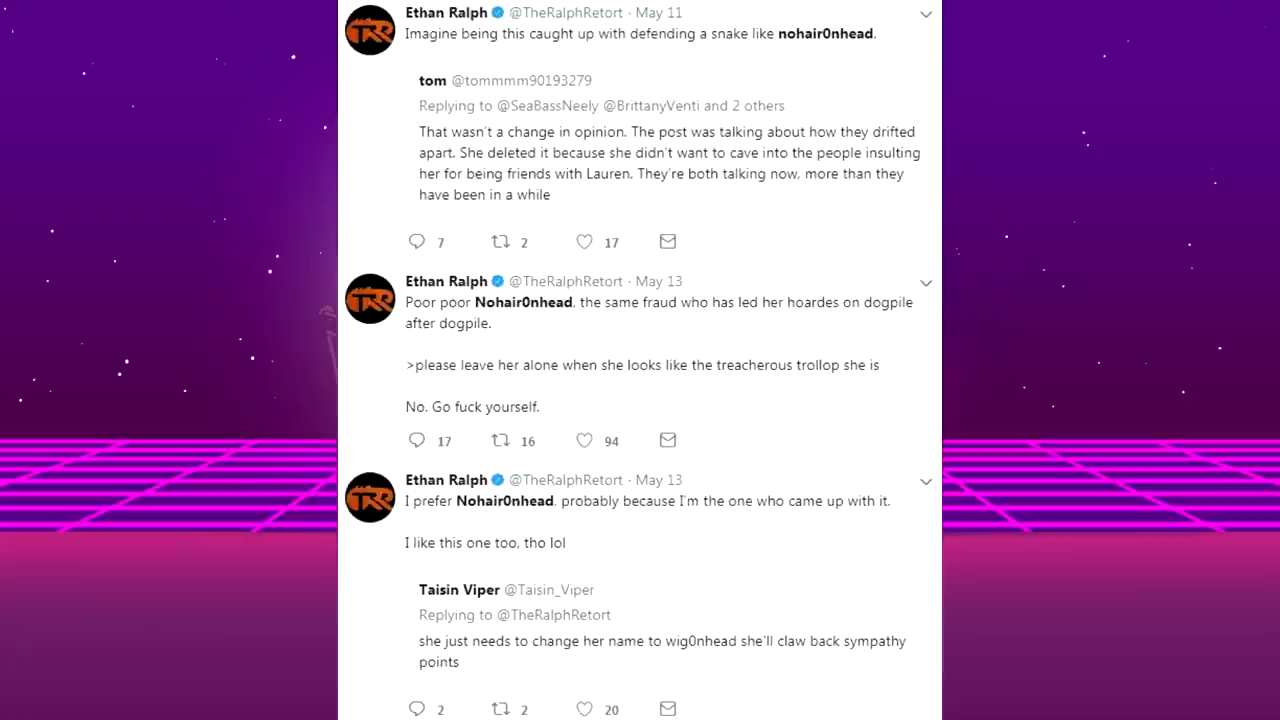 Ethan Ralph @TheRalphRetort · May 11
Imagine being this caught up with defending a snake like nohair0nhead.
tom @tommmm90193279
Replying to @SeaBassNeely @BrittanyVenti and 2 others
That wasn't a change in opinion. The post was talking about how they drifted
apart. She deleted it because she didn't want to cave into the people insulting
her for being friends with Lauren. They're both talking now, more than they
have been in a while
7 2 17
TRR
Ethan Ralph @TheRalphRetort · May 13
Poor poor Nohair0nhead, the same fraud who has led her hoardes on dogpile
after dogpile.
>please leave her alone when she looks like the treacherous trollop she is
No. Go fuck yourself.
17 16 94
TRR
Ethan Ralph @TheRalphRetort · May 13
I prefer Nohair0nhead, probably because I'm the one who came up with it.
I like this one too, tho lol
Taisin Viper @Taisin_Viper
Replying to @TheRalphRetort
she just needs to change her name to wig0nhead she'll claw back sympathy
points
2 2 20
TRR